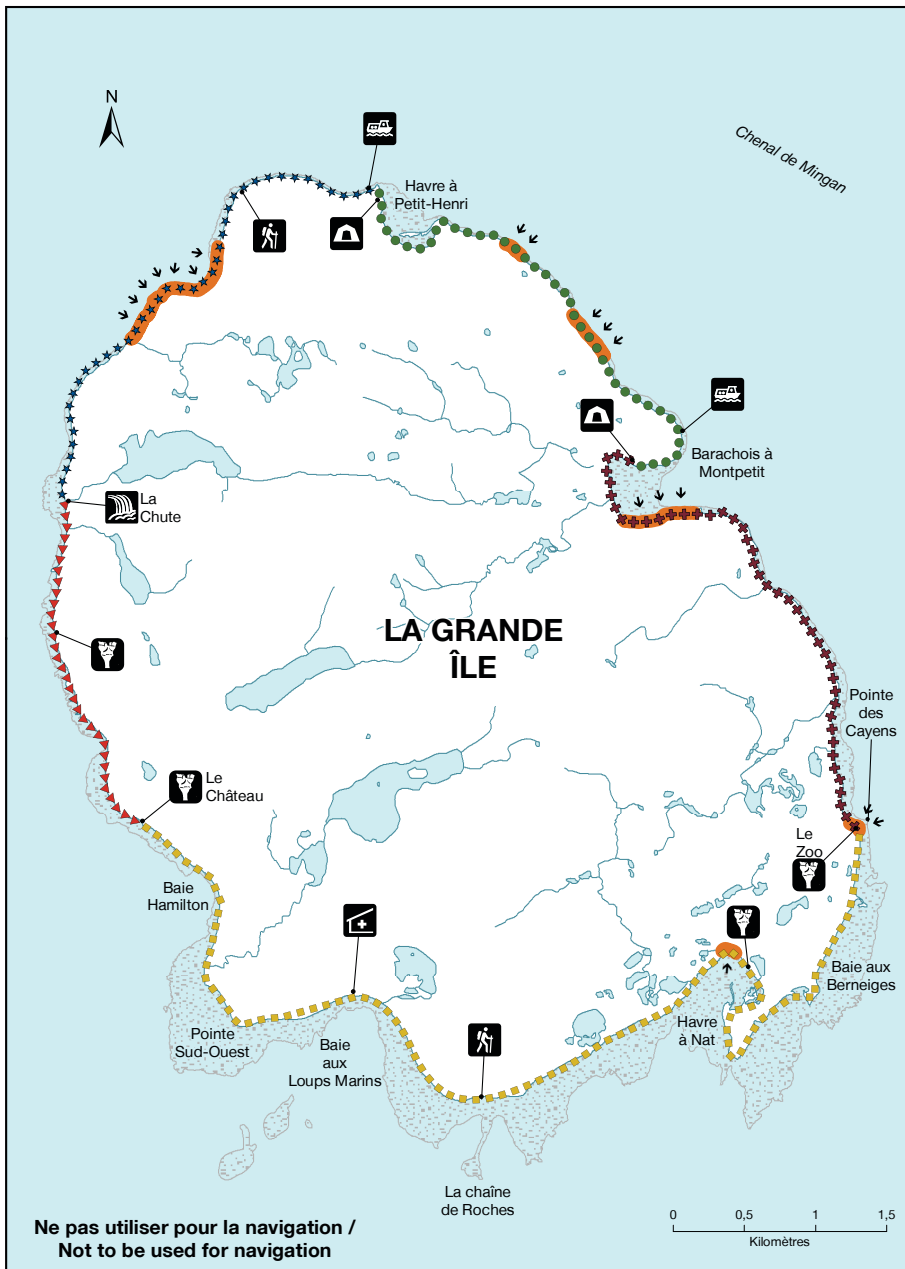 N
Chenal de Mingan
Havre à
Petit-Henri
Barachois à
Montpetit
La
Chute
LA GRANDE
ÎLE
Pointe
des
Cayens
Le
Château
Le
Zoo
Baie
Hamilton
Baie aux
Berneiges
Pointe
Sud-Ouest
Havre
à Nat
Baie
aux
Loups Marins
La chaîne
de Roches
Ne pas utiliser pour la navigation /
Not to be used for navigation
0 0,5 1 1,5
Kilomètres